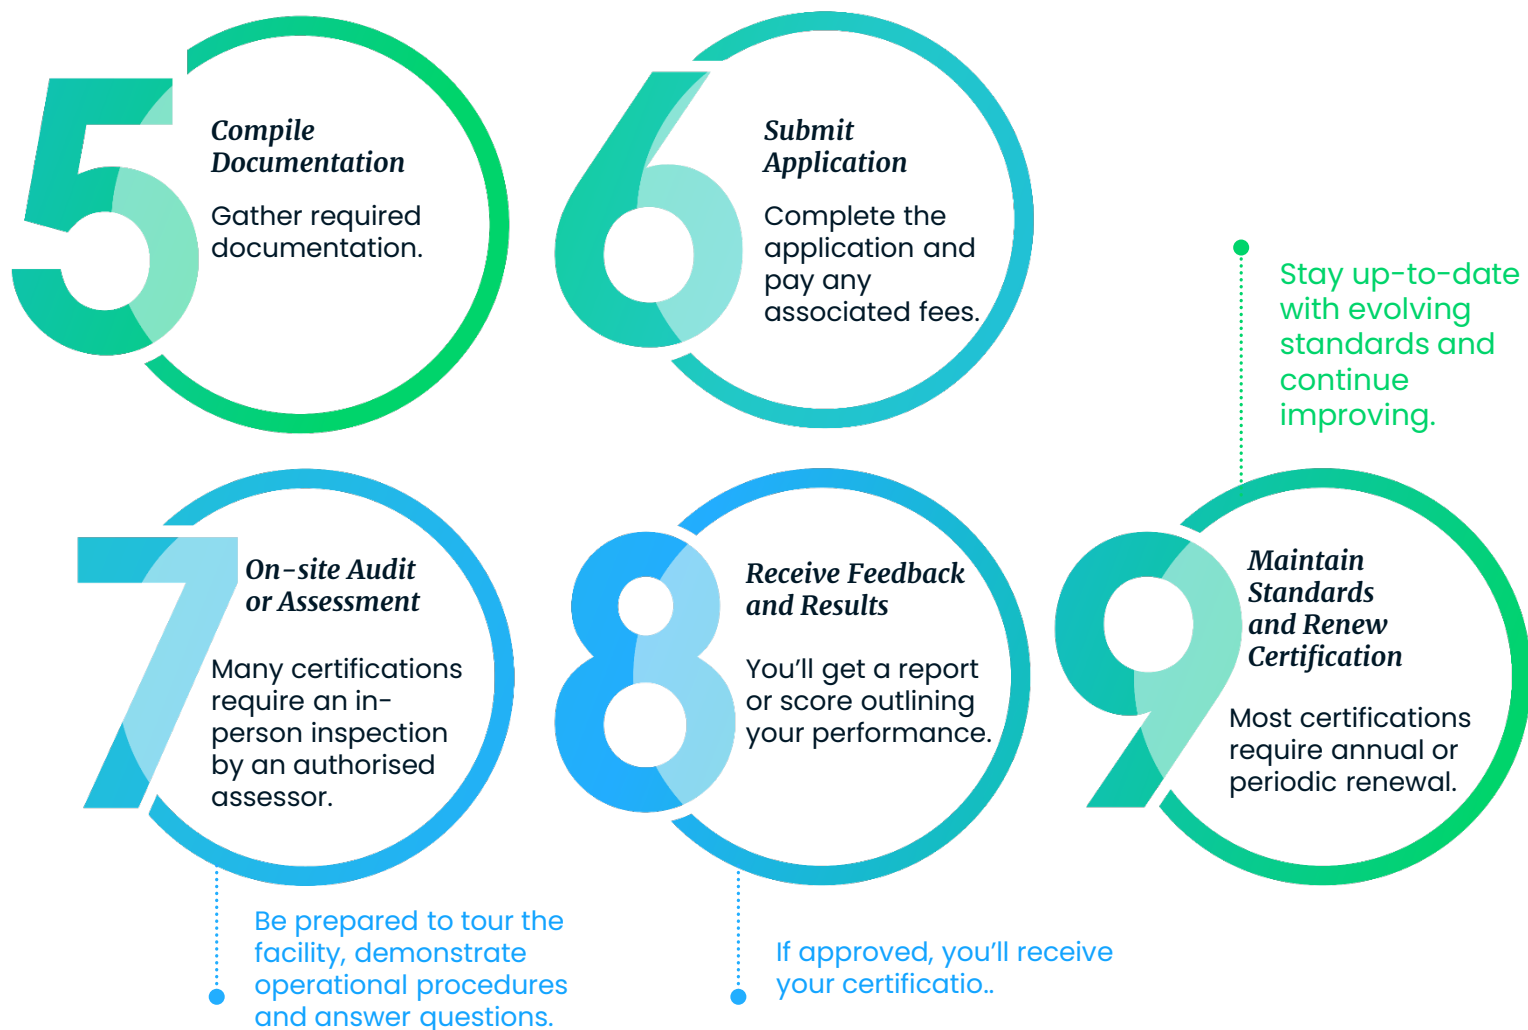 5
Compile
Documentation
Gather required
documentation.
6
Submit
Application
Complete the
application and
pay any
associated fees.
Stay up-to-date
with evolving
standards and
continue
improving.
7
On-site Audit
or Assessment
Many certifications
require an in-
person inspection
by an authorised
assessor.
Be prepared to tour the
facility, demonstrate
operational procedures
and answer questions.
8
Receive Feedback
and Results
You’ll get a report
or score outlining
your performance.
If approved, you’ll receive
your certificatio..
9
Maintain
Standards
and Renew
Certification
Most certifications
require annual or
periodic renewal.